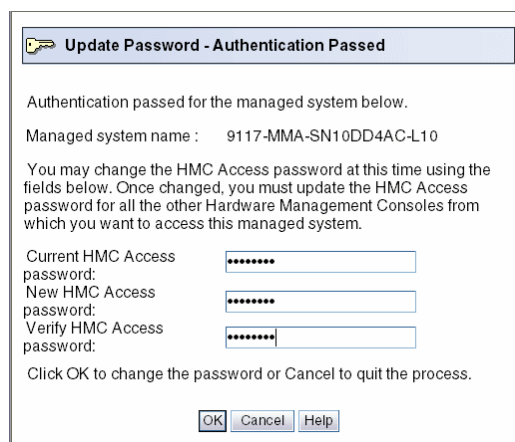 Update Password - Authentication Passed
Authentication passed for the managed system below.
Managed system name : 9117-MMA-SN10DD4AC-L10
You may change the HMC Access password at this time using the
fields below. Once changed, you must update the HMC Access
password for all the other Hardware Management Consoles from
which you want to access this managed system.
Current HMC Access
password:
••••••••
New HMC Access
password:
••••••••
Verify HMC Access
password:
••••••••
Click OK to change the password or Cancel to quit the process.
OK Cancel Help